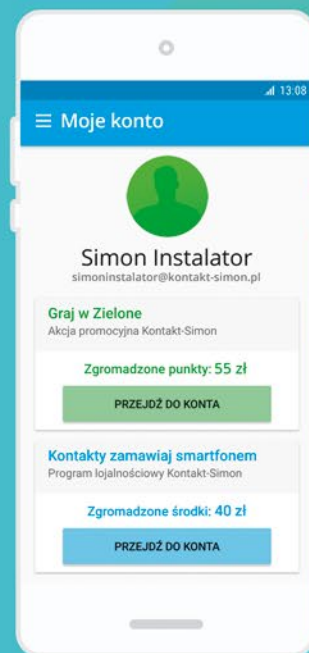 13:08
Moje konto
Simon Instalator
simoninstalator@kontakt-simon.pl
Graj w Zielone
Akcja promocyjna Kontakt-Simon
Zgromadzone punkty: 55 zł
PRZEJDŹ DO KONTA
Kontakty zamawiaj smartfonem
Program lojalnościowy Kontakt-Simon
Zgromadzone środki: 40 zł
PRZEJDŹ DO KONTA